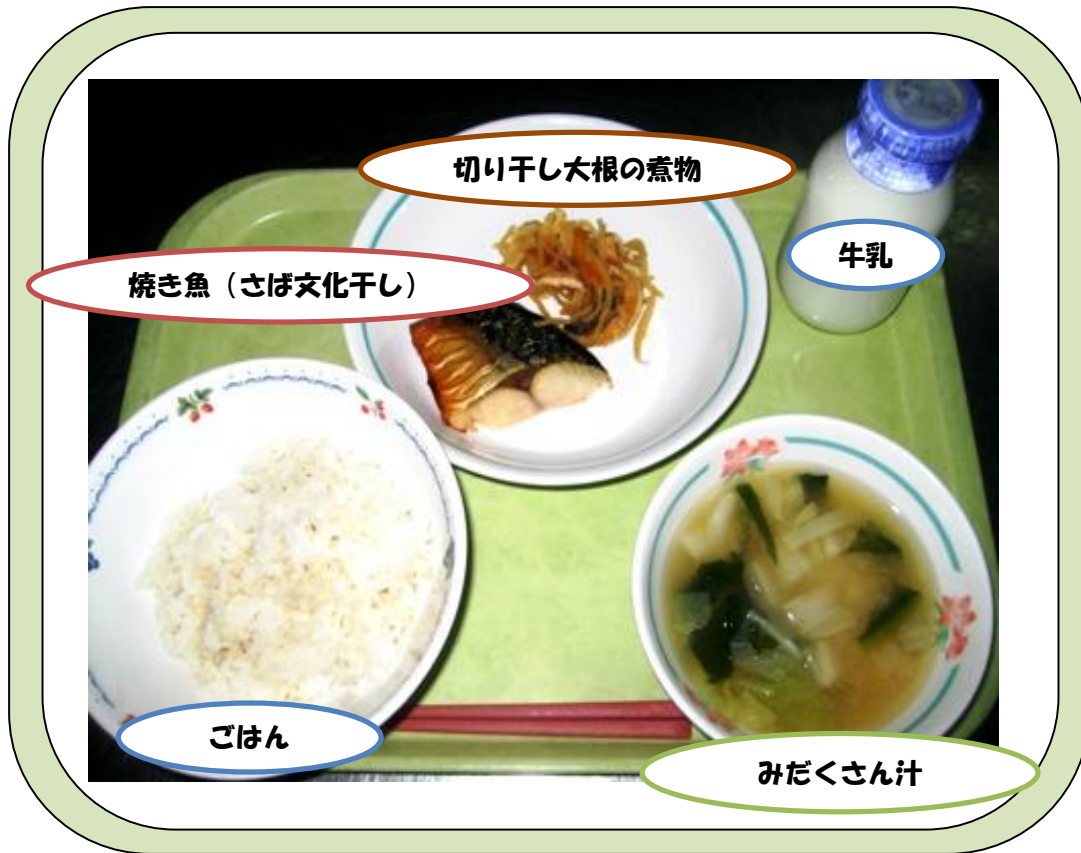 切り干し大根の煮物
牛乳
焼き魚（さば文化干し）
ごはん
みだくさん汁